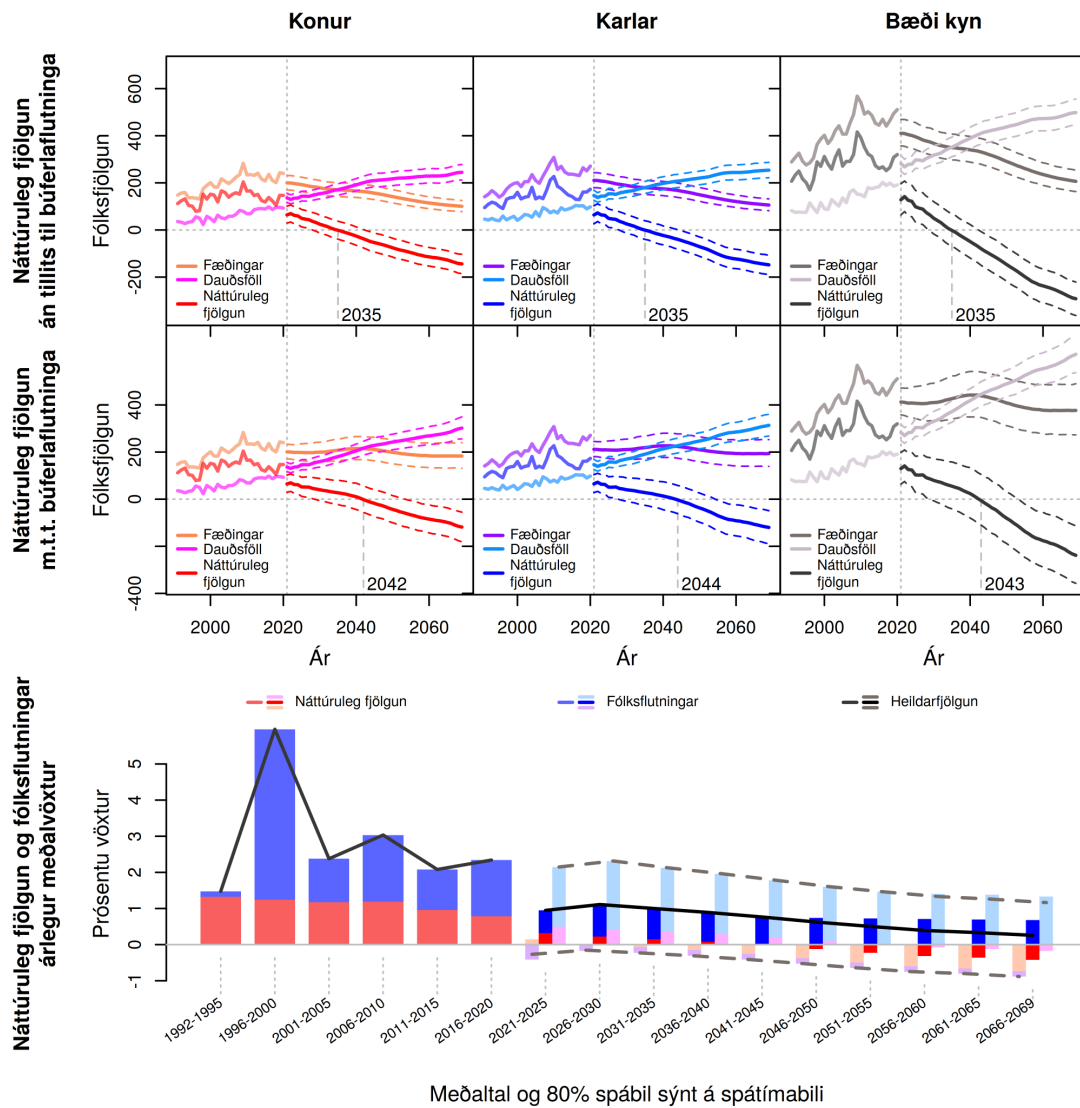 Konur
Karlar
Bæði kyn
Náttúruleg fjölgun
án tillits til búferlaflutninga
Fólksfjölgun
600
400
200
0
-200
Fæðingar
Dauðsföll
Náttúruleg
fjölgun
2035
Fæðingar
Dauðsföll
Náttúruleg
fjölgun
2035
Fæðingar
Dauðsföll
Náttúruleg
fjölgun
2035
Náttúruleg fjölgun
m.t.t. búferlaflutninga
Fólksfjölgun
400
200
0
-400
Fæðingar
Dauðsföll
Náttúruleg
fjölgun
2042
Fæðingar
Dauðsföll
Náttúruleg
fjölgun
2044
Fæðingar
Dauðsföll
Náttúruleg
fjölgun
2043
2000 2020 2040 2060
2000 2020 2040 2060
2000 2020 2040 2060
Ár
Ár
Ár
Náttúruleg fjölgun og fólksflutningar
árlegur meðalvöxtur
Prósentu vöxtur
Náttúruleg fjölgun
Fólksflutningar
Heildarfjölgun
5
4
3
2
1
0
-1
1992-1995
1996-2000
2001-2005
2006-2010
2011-2015
2016-2020
2021-2025
2026-2030
2031-2035
2036-2040
2041-2045
2046-2050
2051-2055
2056-2060
2061-2065
2066-2069
Meðaltal og 80% spábil sýnt á spátímabili